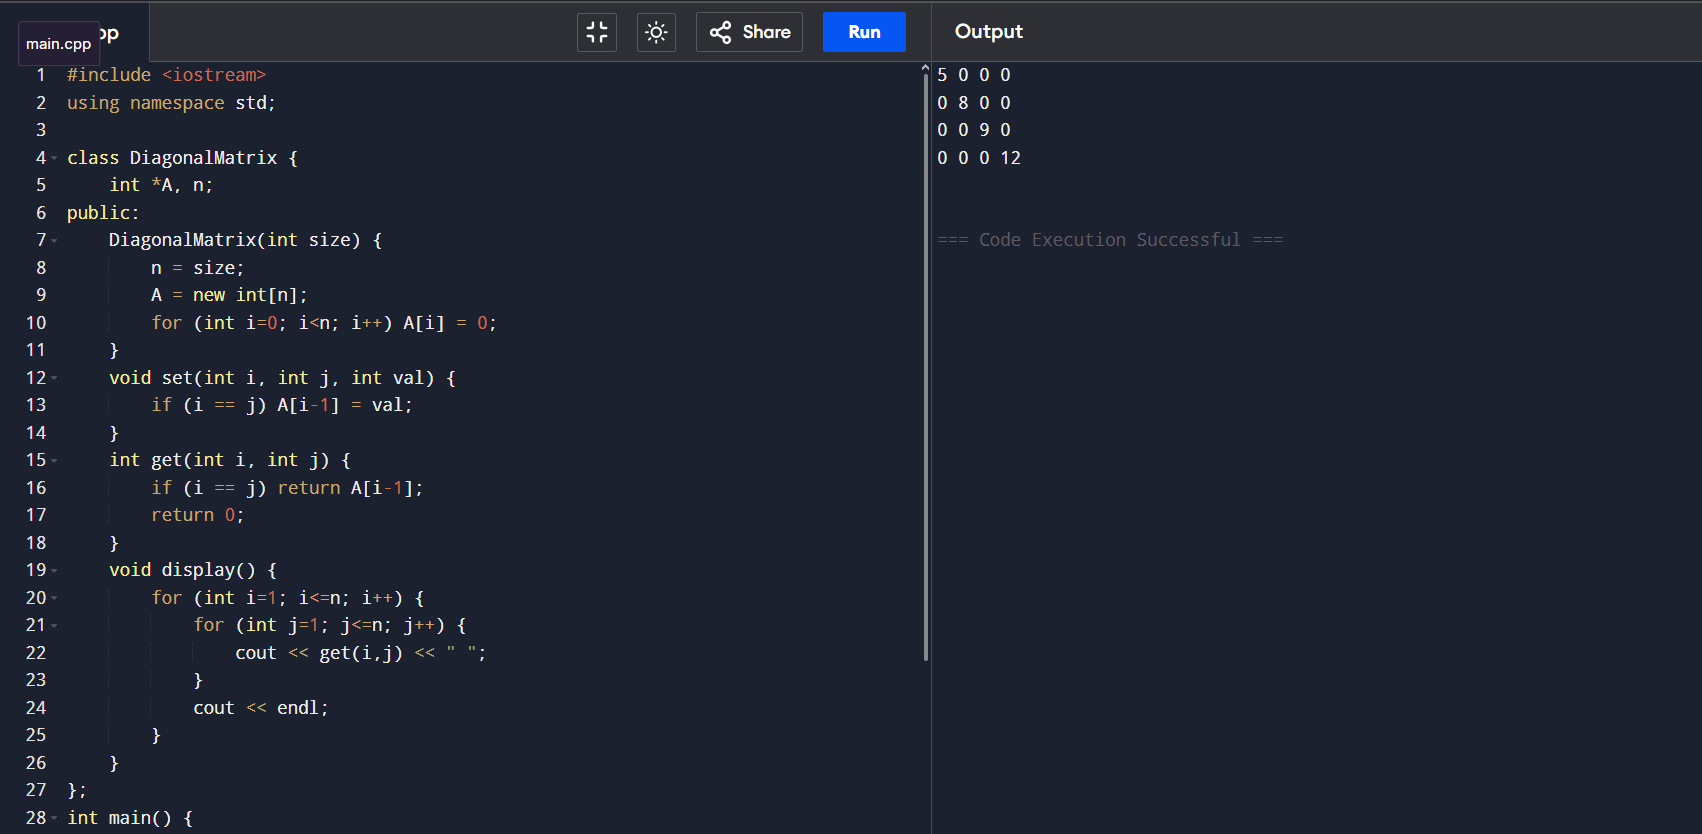 main.cpp
pp
Share
Run
Output
1 #include <iostream>
2 using namespace std;
3
4 class DiagonalMatrix {
5     int *A, n;
6 public:
7     DiagonalMatrix(int size) {
8         n = size;
9         A = new int[n];
10         for (int i=0; i<n; i++) A[i] = 0;
11     }
12     void set(int i, int j, int val) {
13         if (i == j) A[i-1] = val;
14     }
15     int get(int i, int j) {
16         if (i == j) return A[i-1];
17         return 0;
18     }
19     void display() {
20         for (int i=1; i<=n; i++) {
21             for (int j=1; j<=n; j++) {
22                 cout << get(i,j) << " ";
23             }
24             cout << endl;
25         }
26     }
27 };
28 int main() {
5 0 0 0
0 8 0 0
0 0 9 0
0 0 0 12
=== Code Execution Successful ===